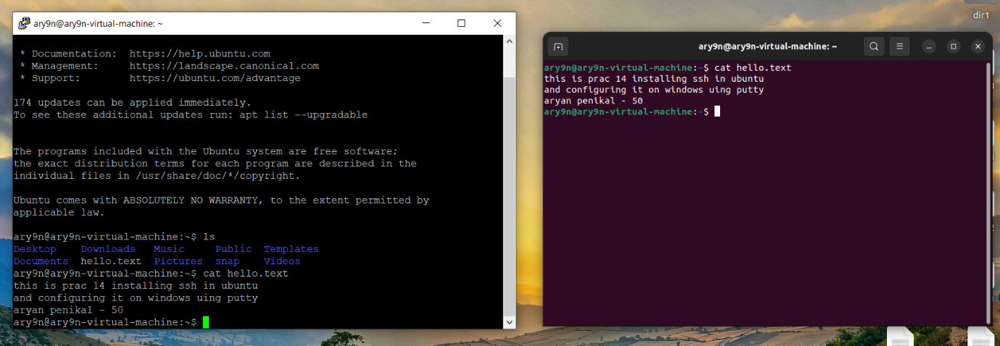 ary9n@ary9n-virtual-machine: ~
* Documentation:  https://help.ubuntu.com
* Management:     https://landscape.canonical.com
* Support:        https://ubuntu.com/advantage
174 updates can be applied immediately.
To see these additional updates run: apt list --upgradable
The programs included with the Ubuntu system are free software;
the exact distribution terms for each program are described in the
individual files in /usr/share/doc/*/copyright.
Ubuntu comes with ABSOLUTELY NO WARRANTY, to the extent permitted by
applicable law.
ary9n@ary9n-virtual-machine:~$ ls
Desktop    Downloads   Music     Public  Templates
Documents  hello.text  Pictures  snap    Videos
ary9n@ary9n-virtual-machine:~$ cat hello.text
this is prac 14 installing ssh in ubuntu
and configuring it on windows uing putty
aryan penikal - 50
ary9n@ary9n-virtual-machine:~$
dir1
ary9n@ary9n-virtual-machine: ~
ary9n@ary9n-virtual-machine:~$ cat hello.text
this is prac 14 installing ssh in ubuntu
and configuring it on windows uing putty
aryan penikal - 50
ary9n@ary9n-virtual-machine:~$